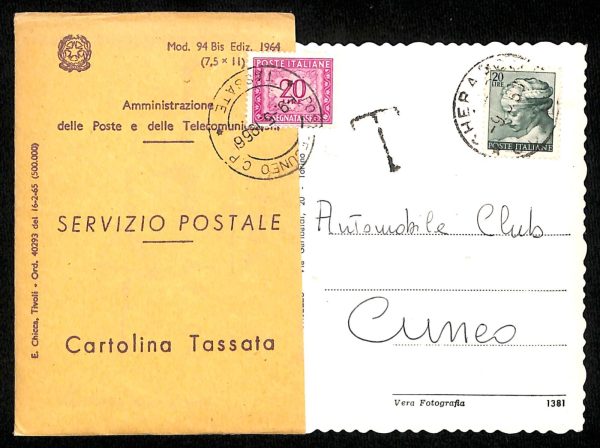 Mod. 94 Bis Ediz. 1964
(7,5 × 11)
Amministrazione
delle Poste e delle Telecomunicazioni
SERVIZIO POSTALE
Cartolina Tassata
E. Chicca, Tivoli • Ord. 40293 del 16-2-65 (500.000)
POSTE ITALIANE
20
SEGNATASSE
CUNEO C.P.
1966
T
20
LIRE
POSTE ITALIANE
CHERA
Automobile Club
Cuneo
Vera Fotografia
1381